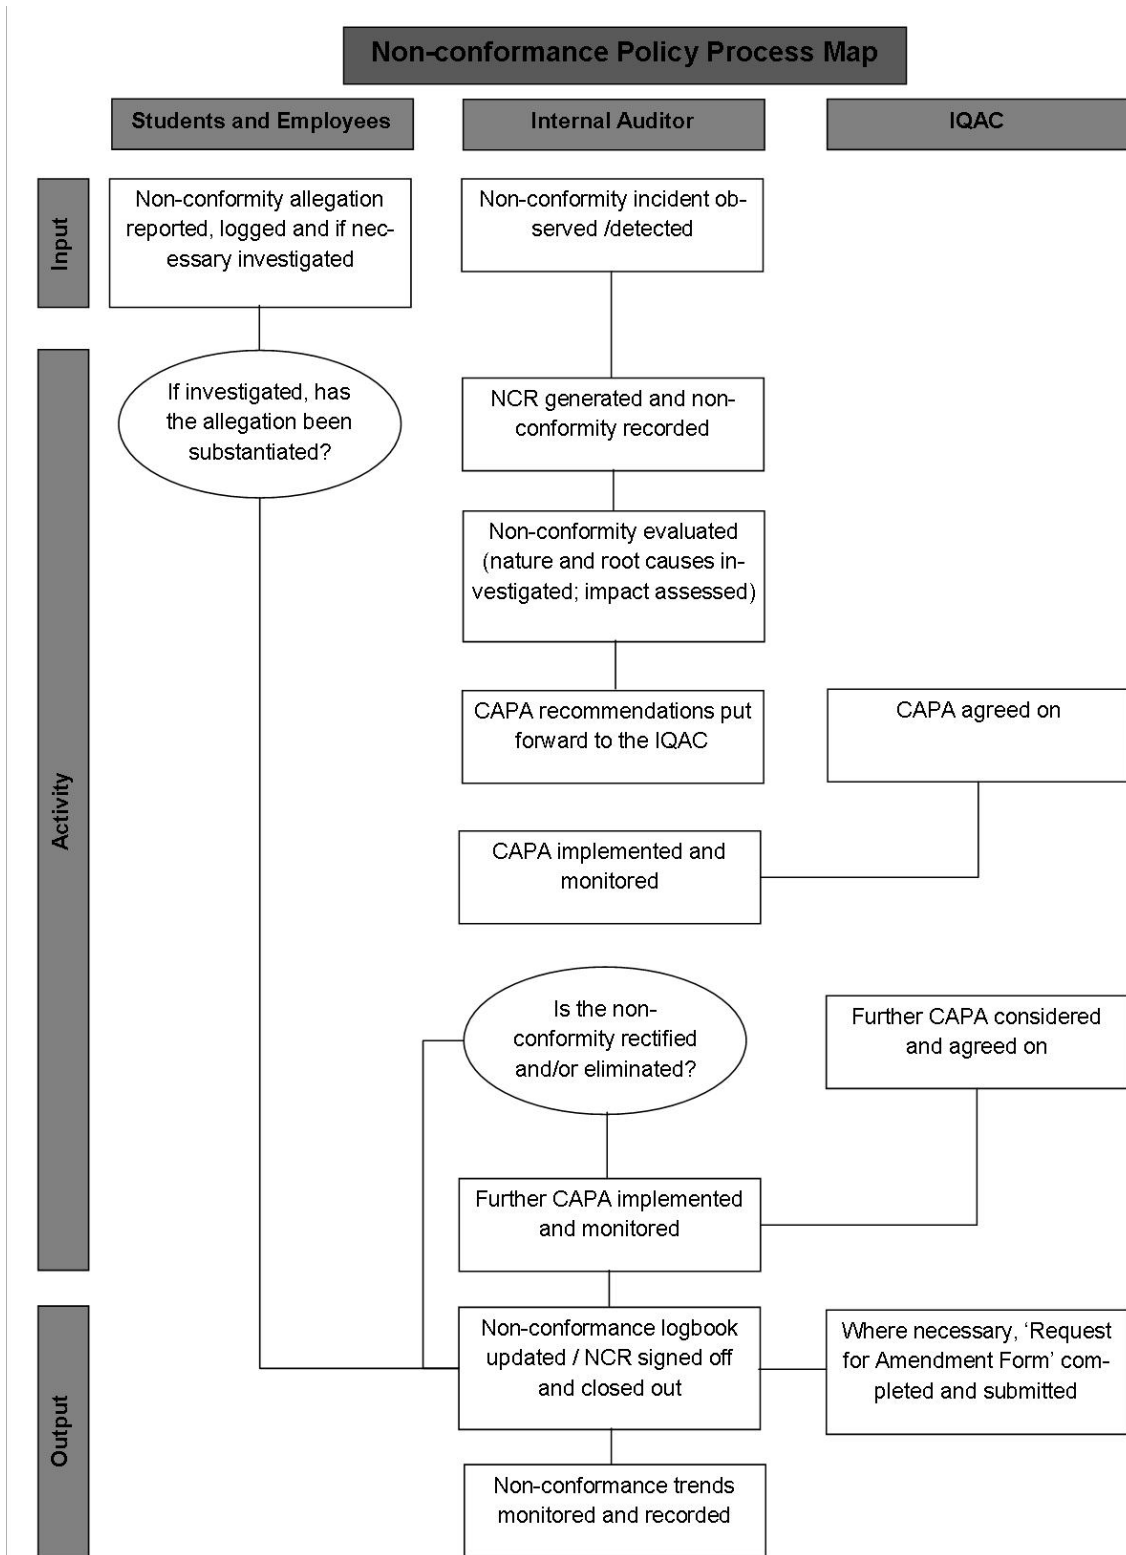 Non-conformance Policy Process Map
Students and Employees
Internal Auditor
IQAC
Input
Non-conformity allegation
reported, logged and if nec-
essary investigated
Non-conformity incident ob-
served /detected
Activity
If investigated, has
the allegation been
substantiated?
NCR generated and non-
conformity recorded
Non-conformity evaluated
(nature and root causes in-
vestigated; impact assessed)
CAPA recommendations put
forward to the IQAC
CAPA agreed on
CAPA implemented and
monitored
Is the non-
conformity rectified
and/or eliminated?
Further CAPA considered
and agreed on
Further CAPA implemented
and monitored
Output
Non-conformance logbook
updated / NCR signed off
and closed out
Where necessary, ‘Request
for Amendment Form’ com-
pleted and submitted
Non-conformance trends
monitored and recorded